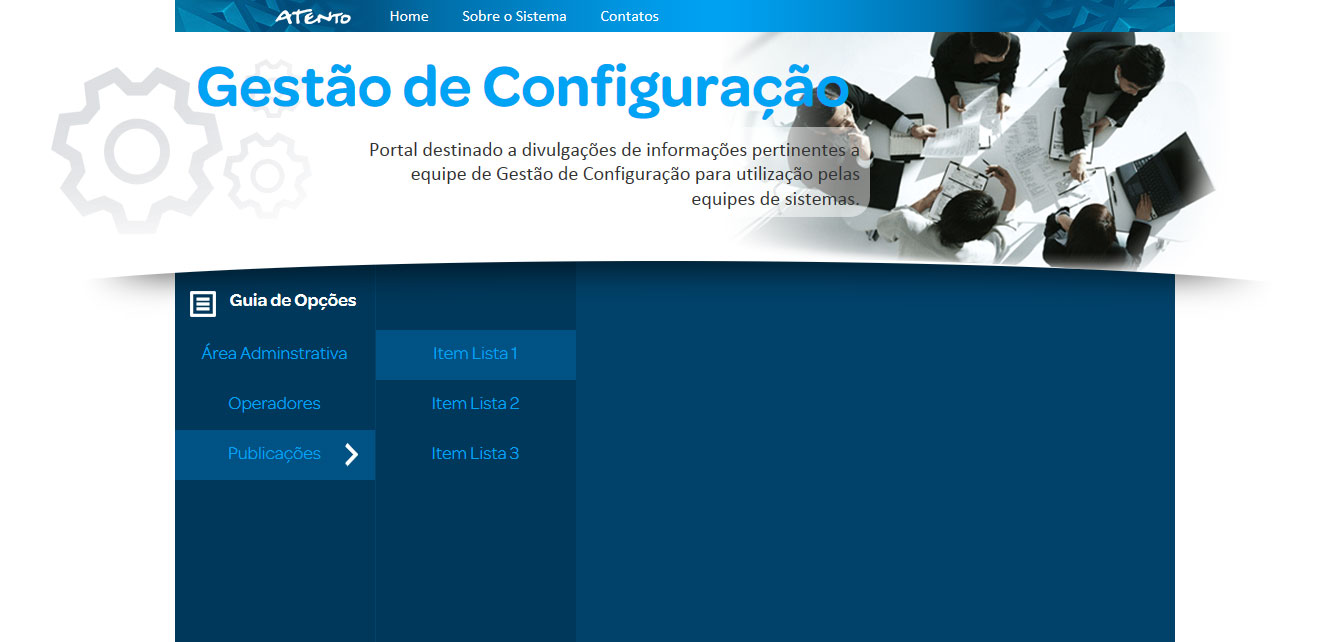 ATENTO Home Sobre o Sistema Contatos
Gestão de Configuração
Portal destinado a divulgações de informações pertinentes a
equipe de Gestão de Configuração para utilização pelas
equipes de sistemas.
Guia de Opções
Área Adminstrativa
Operadores
Publicações
Item Lista 1
Item Lista 2
Item Lista 3